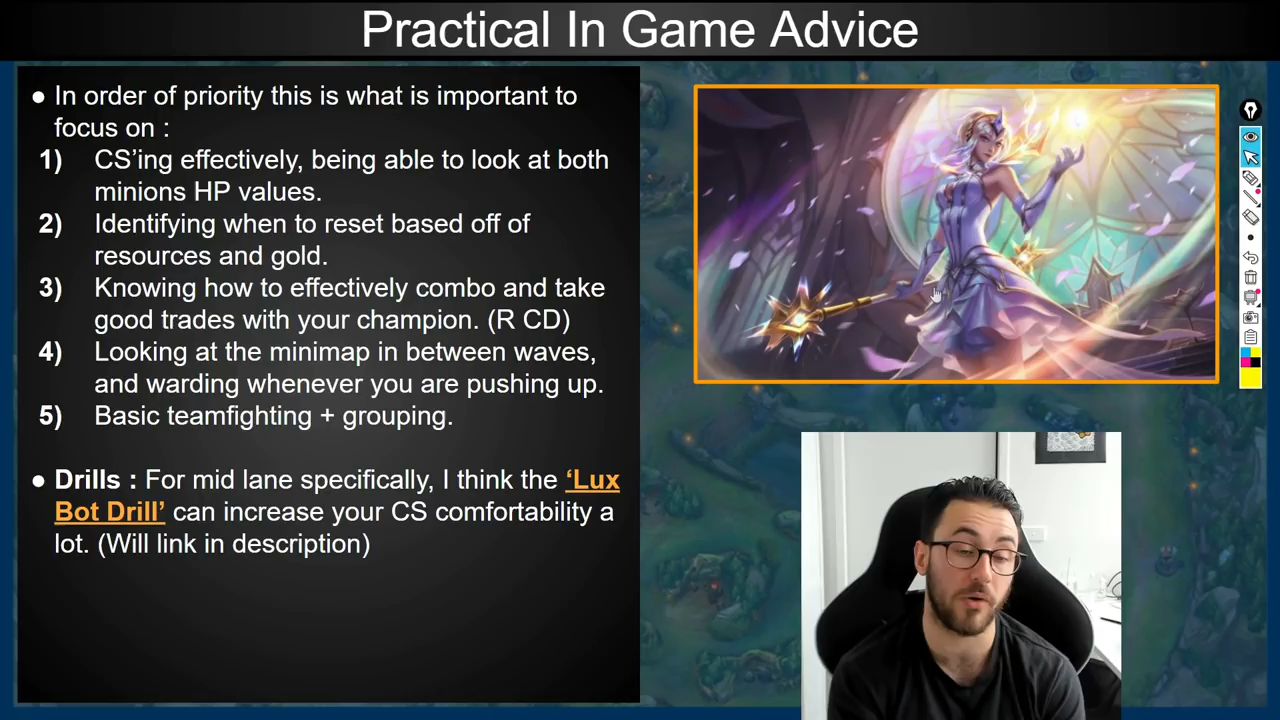 Practical In Game Advice
● In order of priority this is what is important to
focus on :
1) CS'ing effectively, being able to look at both
minions HP values.
2) Identifying when to reset based off of
resources and gold.
3) Knowing how to effectively combo and take
good trades with your champion. (R CD)
4) Looking at the minimap in between waves,
and warding whenever you are pushing up.
5) Basic teamfighting + grouping.
● Drills : For mid lane specifically, I think the ‘Lux
Bot Drill’ can increase your CS comfortability a
lot. (Will link in description)